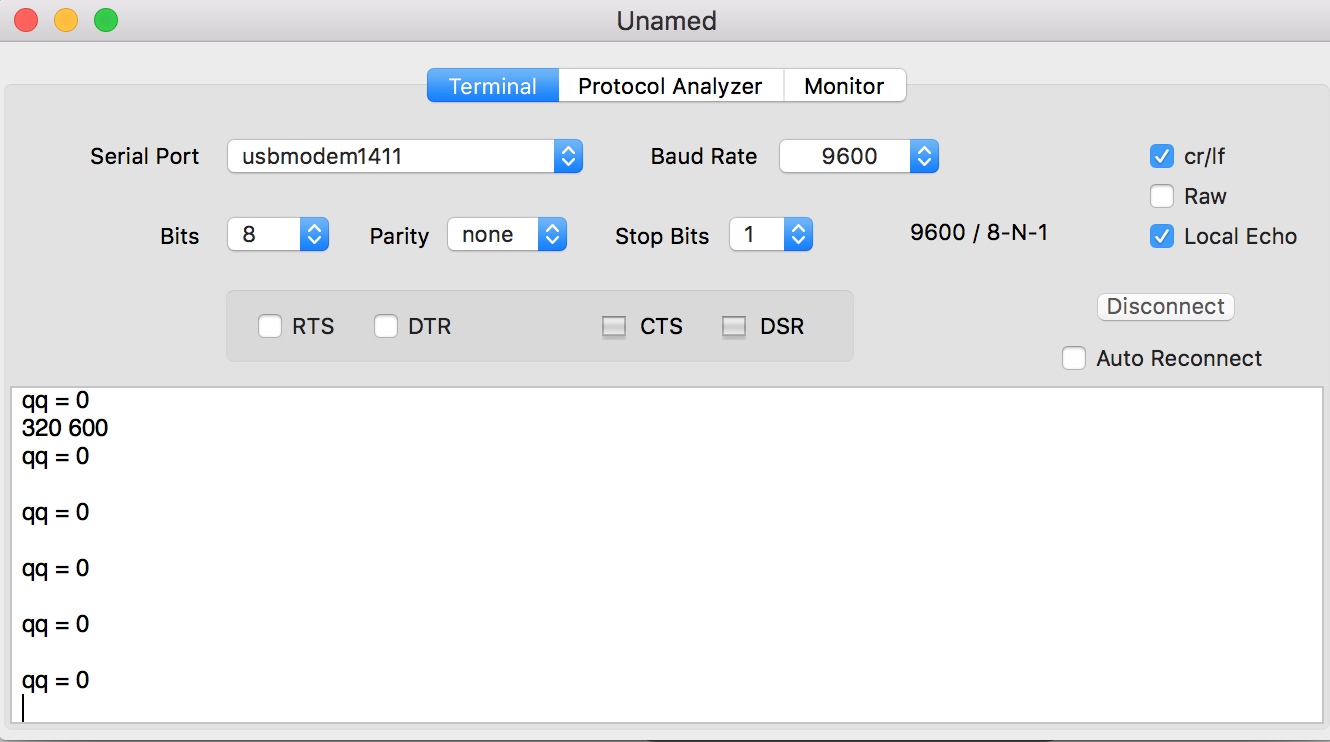 Unamed
Terminal Protocol Analyzer Monitor
Serial Port usbmodem1411 Baud Rate 9600 cr/lf
Raw
Bits 8 Parity none Stop Bits 1 9600 / 8-N-1 Local Echo
Disconnect
RTS DTR CTS DSR
Auto Reconnect
qq = 0
320 600
qq = 0
qq = 0
qq = 0
qq = 0
qq = 0